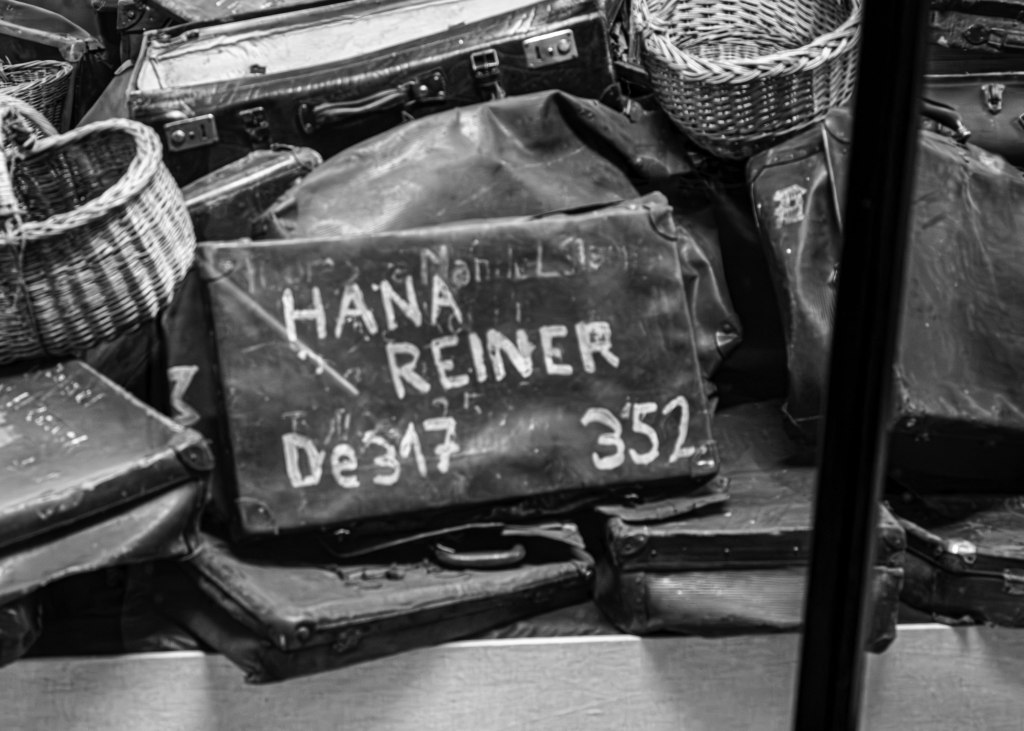 HANA
REINER
De317 352